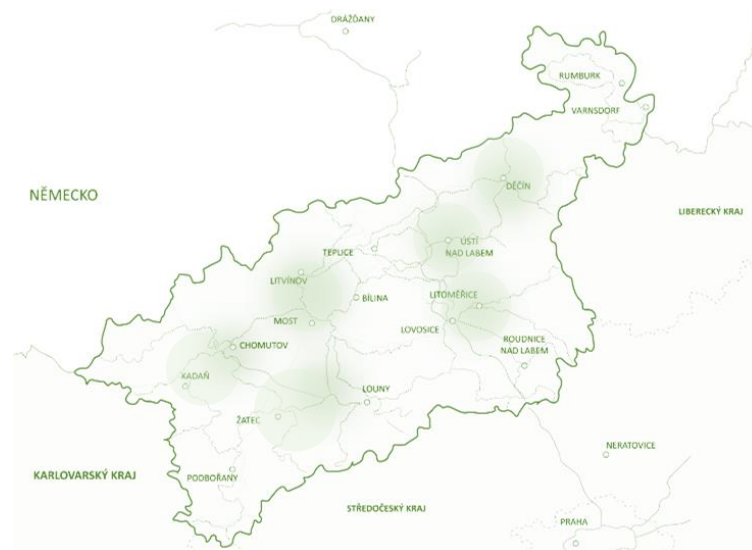 DRÁŽĎANY
RUMBURK
VARNSDORF
DĚČÍN
NĚMECKO
LIBERECKÝ KRAJ
ÚSTÍ
NAD LABEM
TEPLICE
LITVÍNOV
BÍLINA
LITOMĚŘICE
MOST
LOVOSICE
ROUDNICE
NAD LABEM
CHOMUTOV
KADAŇ
LOUNY
ŽATEC
NERATOVICE
KARLOVARSKÝ KRAJ
PODBOŘANY
STŘEDOČESKÝ KRAJ
PRAHA